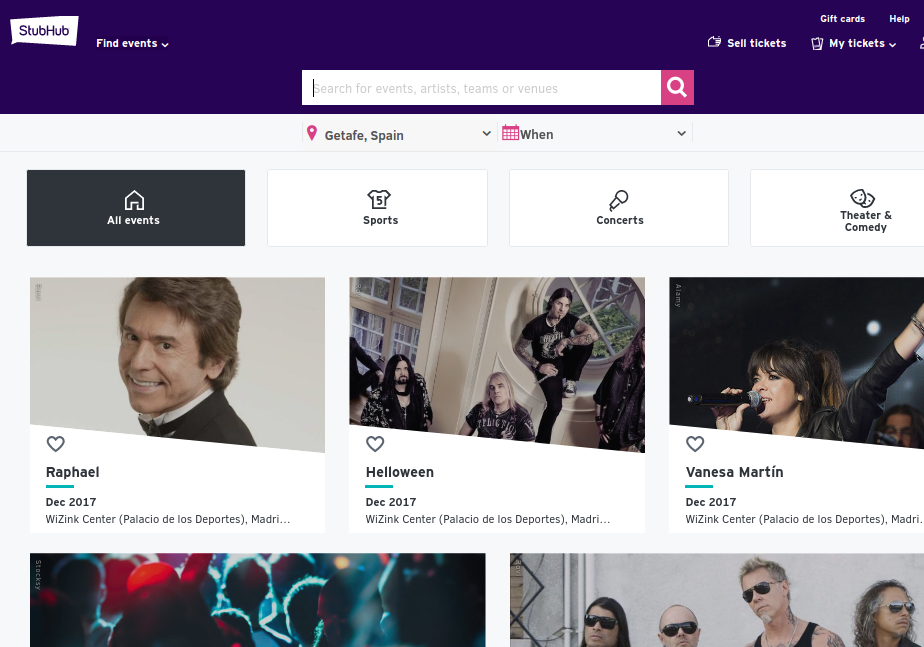 StubHub
Gift cards
Help
Find events
Sell tickets
My tickets
Search for events, artists, teams or venues
Getafe, Spain
When
All events
5
Sports
Concerts
Theater &
Comedy
Alamy
Raphael
Dec 2017
WiZink Center (Palacio de los Deportes), Madri...
Helloween
Dec 2017
WiZink Center (Palacio de los Deportes), Madri...
Vanesa Martín
Dec 2017
WiZink Center (Palacio de los Deportes), Madri.
Stocksy